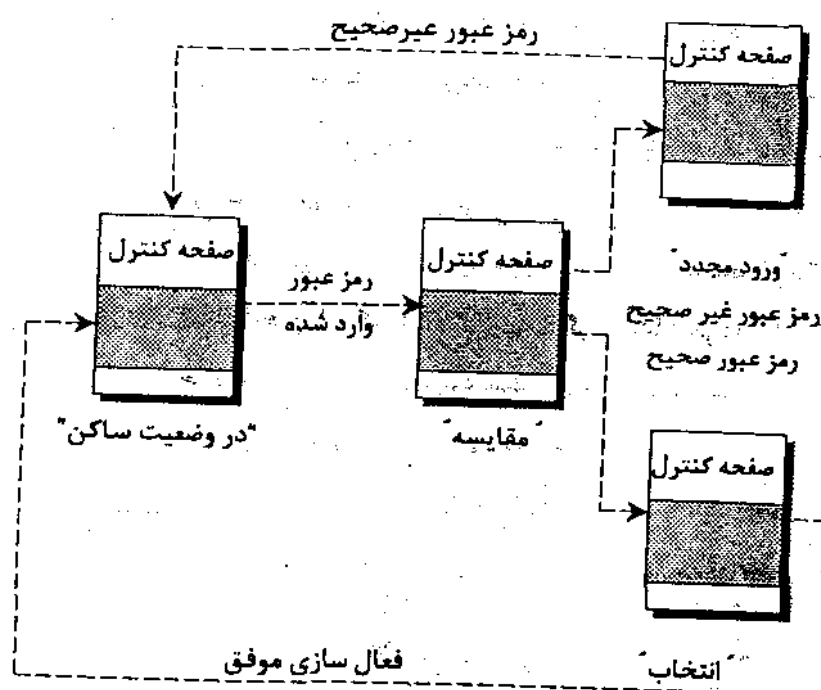 رمز عبور عیرصحیح
صفحه کنترل
صفحه کنترل
صفحه کنترل
"ورود مجدد"
رمز عبور
وارد شده
رمز عبور غیر صحیح
رمز عبور صحیح
"در وضعیت ساکن"
"مقایسه"
صفحه کنترل
فعال سازی موفق
"انتخاب"